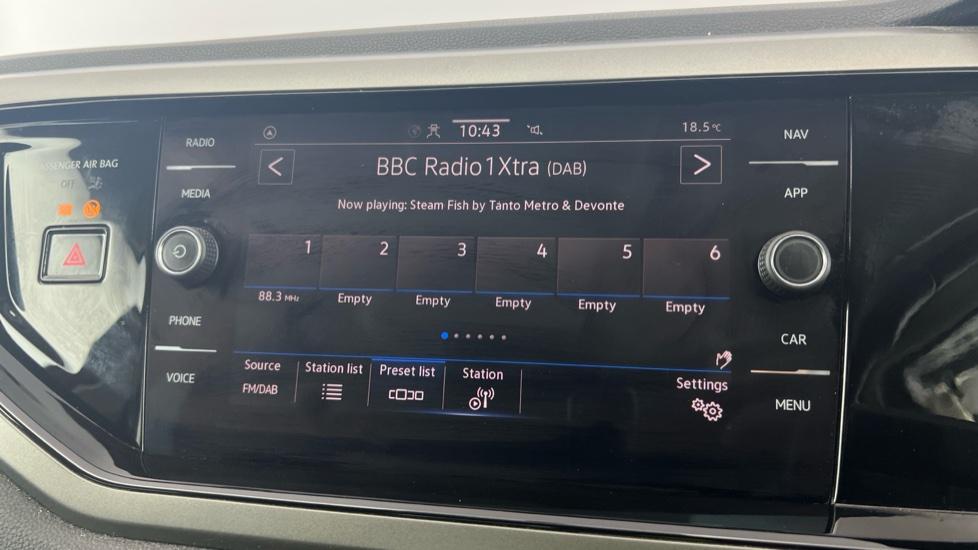 PASSENGER AIR BAG
OFF
RADIO
MEDIA
PHONE
VOICE
10:43
18.5°C
BBC Radio 1Xtra (DAB)
Now playing: Steam Fish by Tanto Metro & Devonte
1 2 3 4 5 6
88.3 MHz Empty Empty Empty Empty Empty
Source Station list Preset list Station Settings
FM/DAB
NAV
APP
CAR
MENU